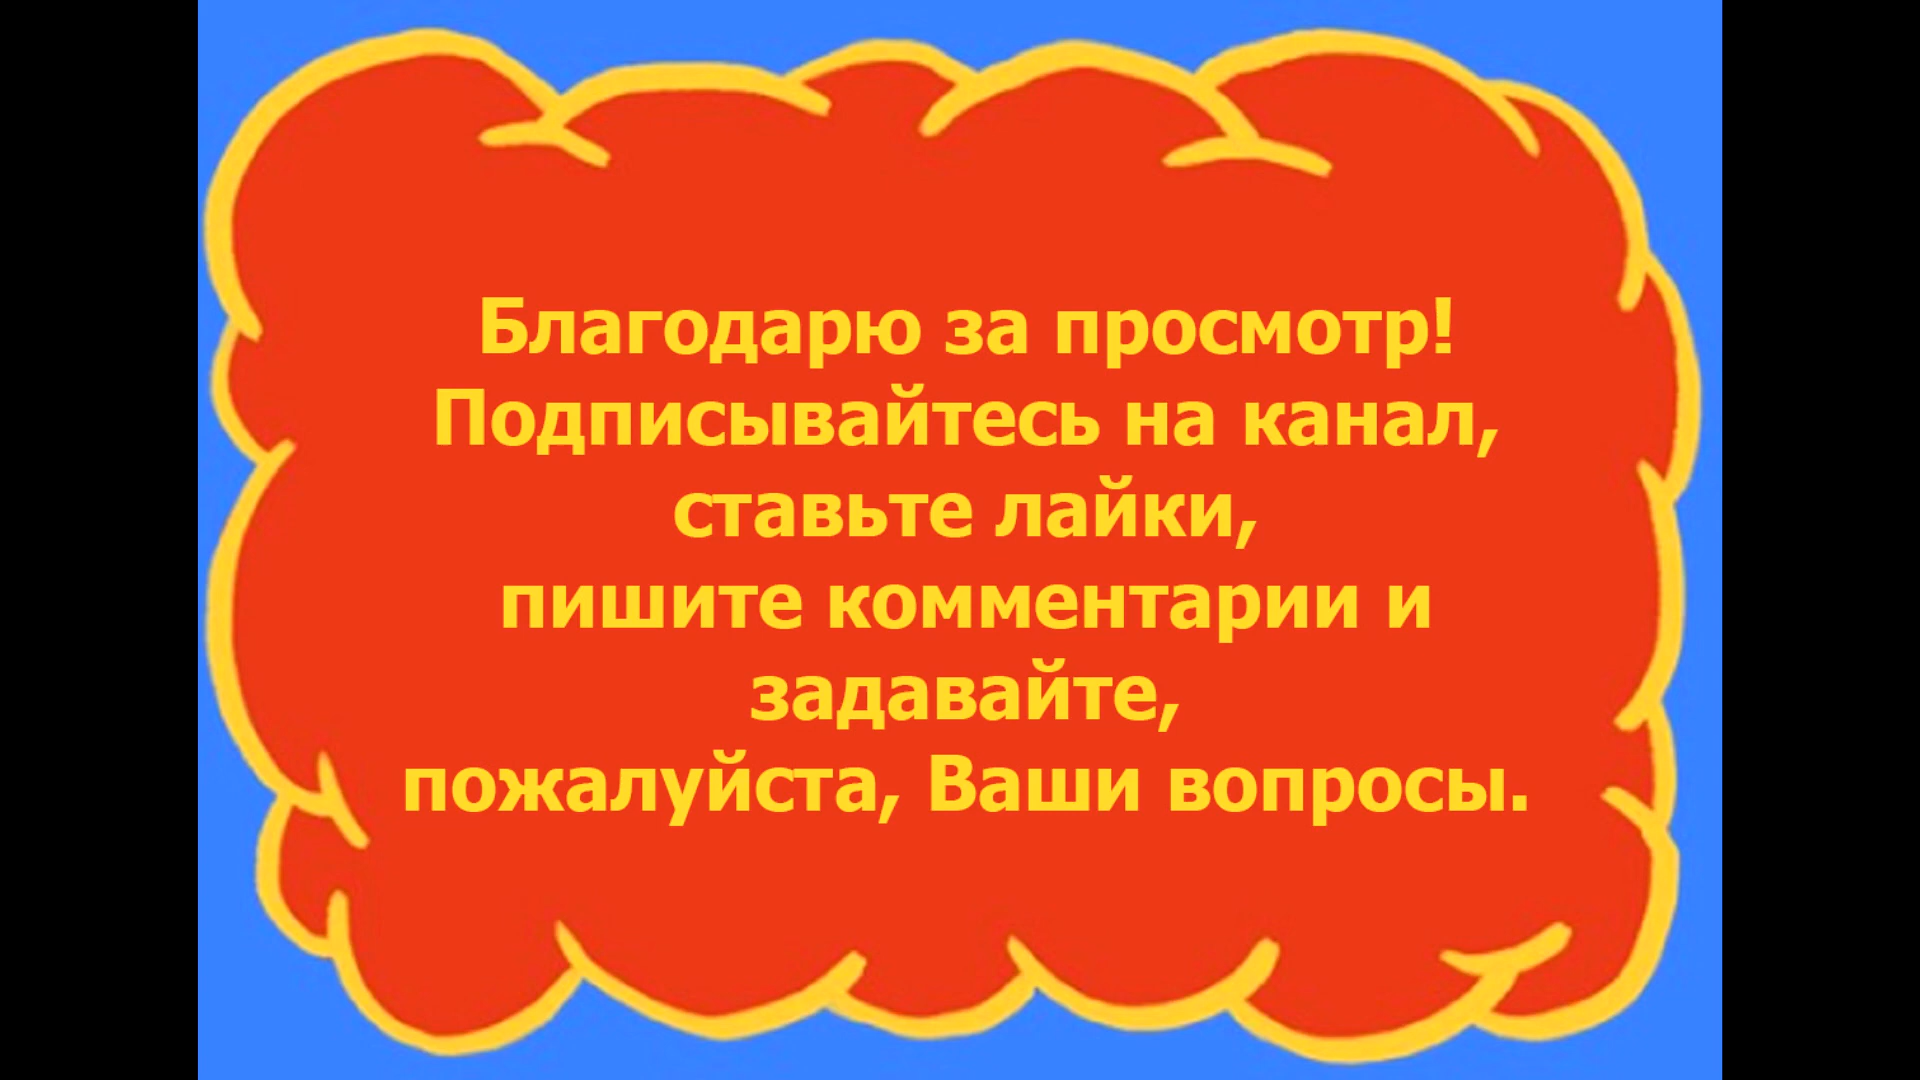 Благодарю за просмотр!
Подписывайтесь на канал,
ставьте лайки,
пишите комментарии и
задавайте,
пожалуйста, Ваши вопросы.